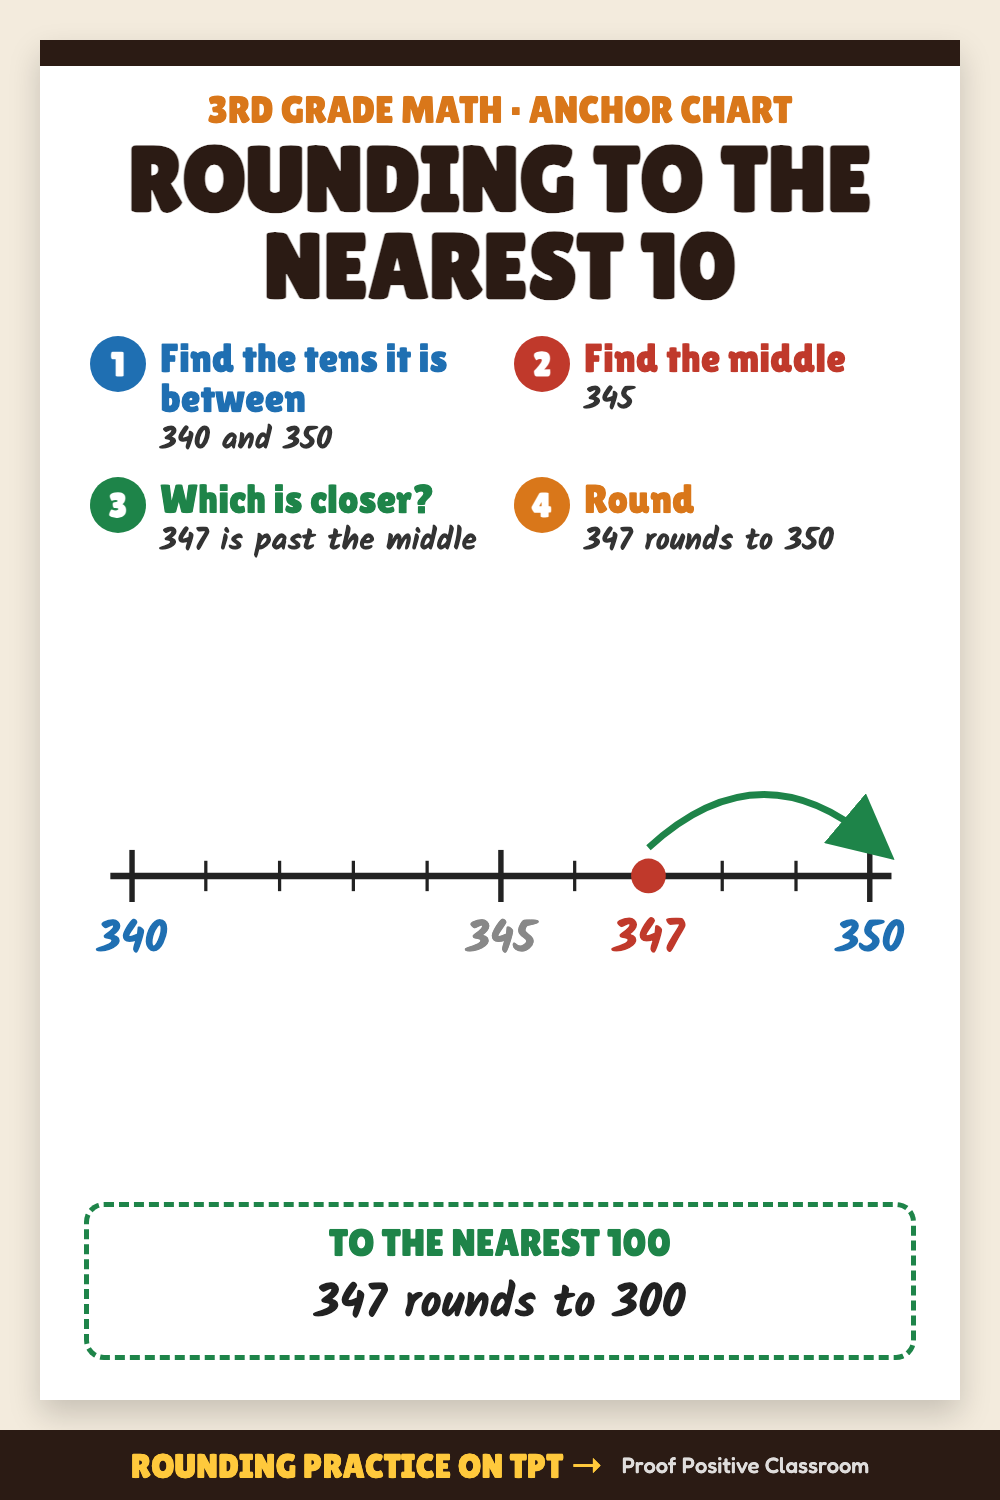 3RD GRADE MATH · ANCHOR CHART
ROUNDING TO THE
NEAREST 10
1 Find the tens it is
between
340 and 350
2 Find the middle
345
3 Which is closer?
347 is past the middle
4 Round
347 rounds to 350
340 345 347 350
TO THE NEAREST 100
347 rounds to 300
ROUNDING PRACTICE ON TPT → Proof Positive Classroom